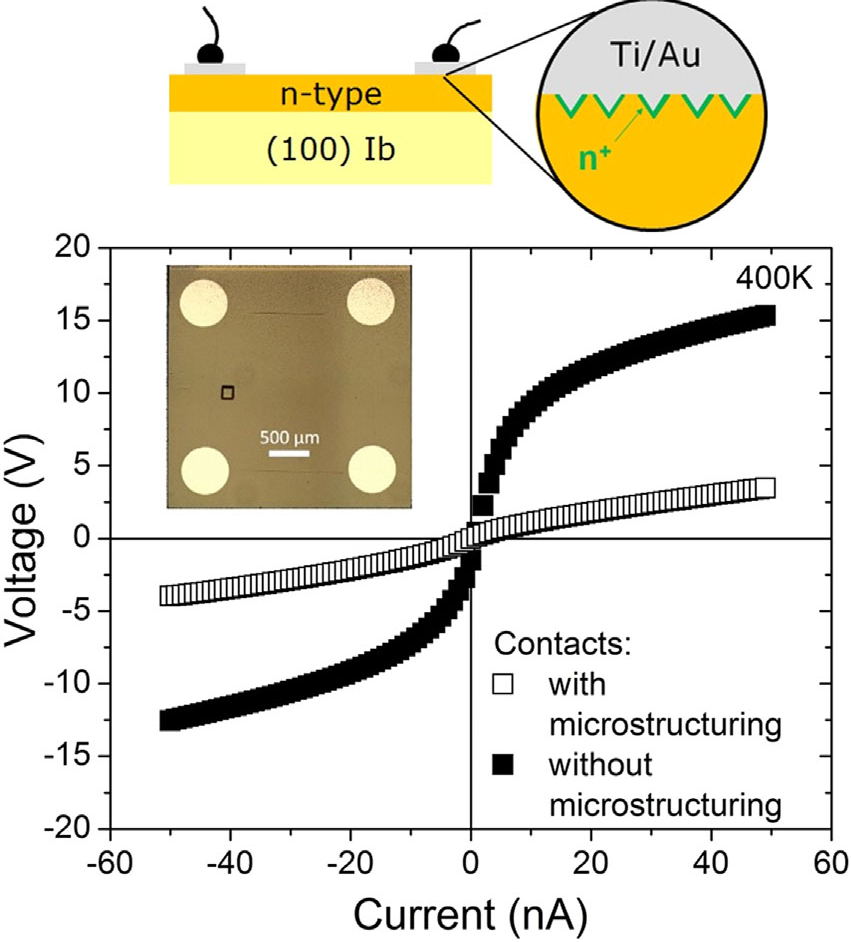 Ti/Au
n-type
(100) Ib
n+
20
15
10
5
0
-5
-10
-15
-20
Voltage (V)
400K
500 µm
Contacts:
with
microstructuring
without
microstructuring
-60
-40
-20
0
20
40
60
Current (nA)